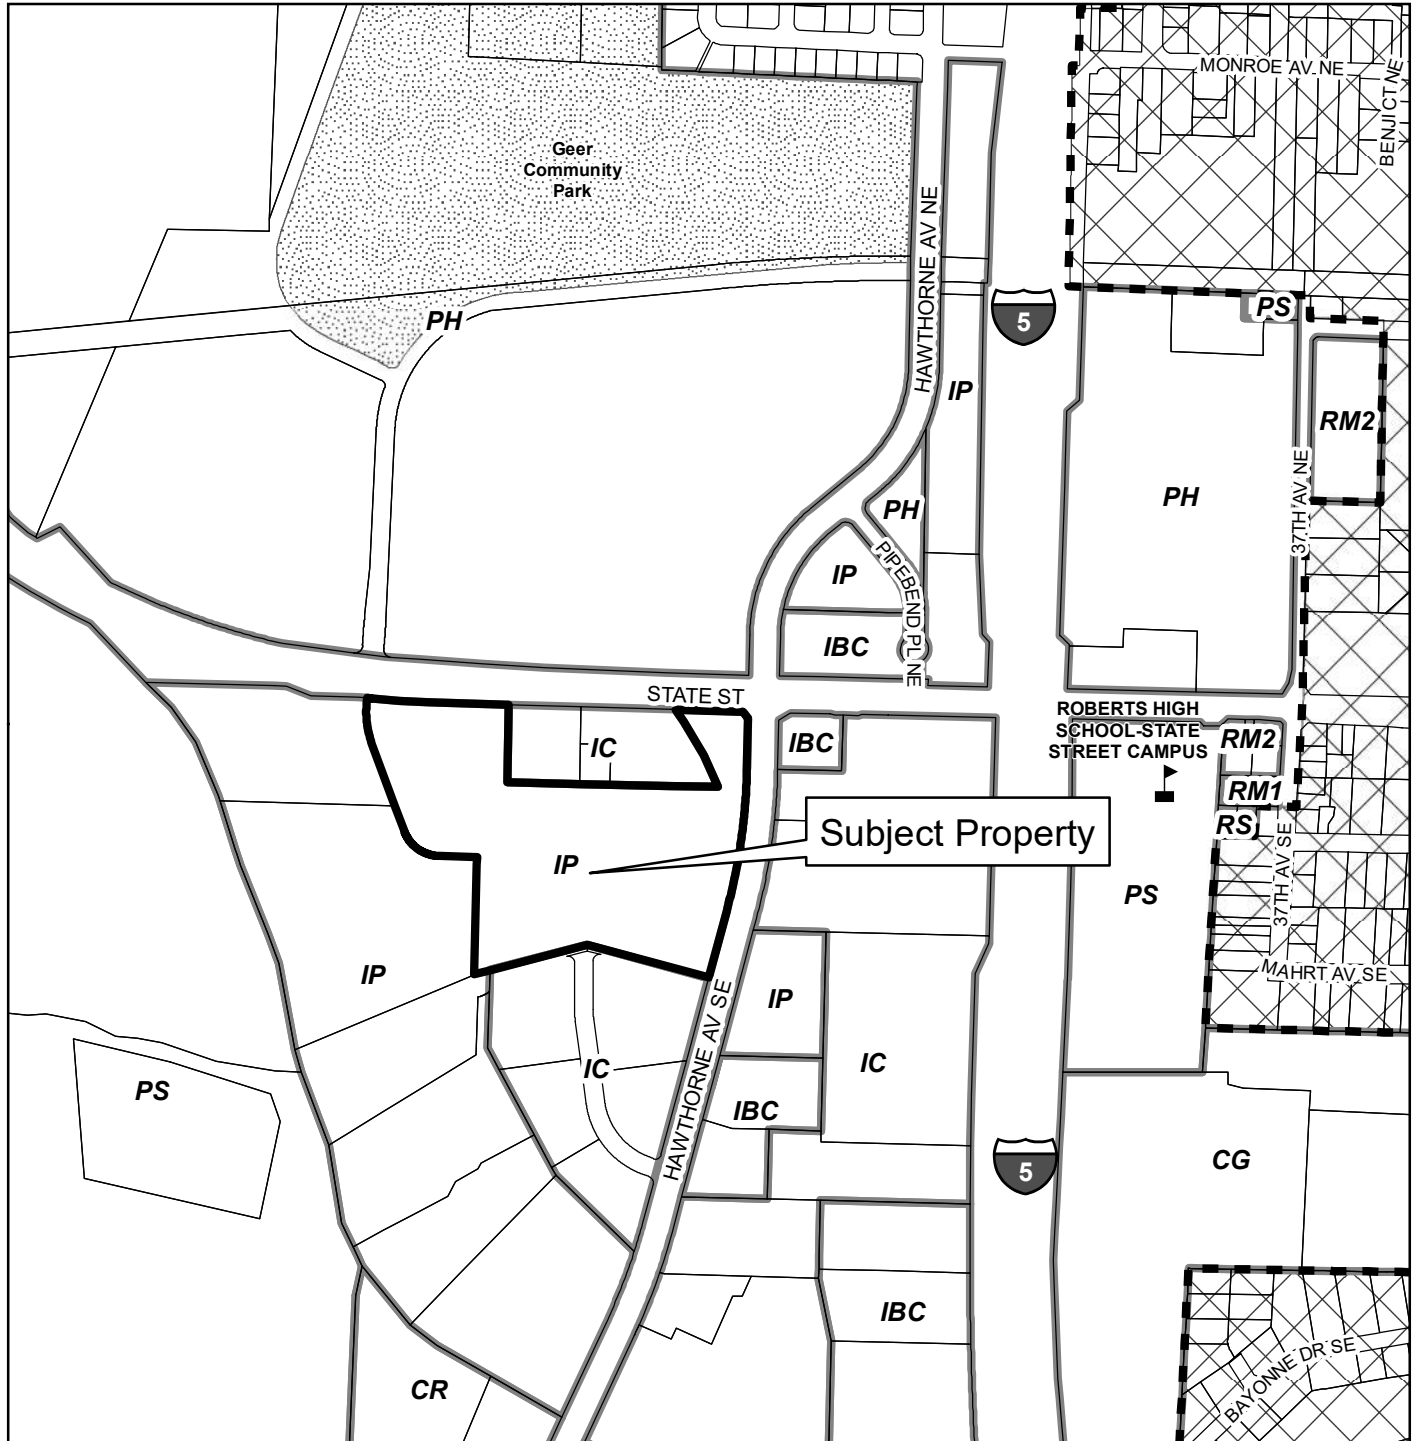 MONROE AV NE
BENJI CT NE
Geer
Community
Park
HAWTHORNE AV NE
PH
5
PS
IP
RM2
37TH AV NE
PH
PH
PIPEBEND PL NE
IP
IBC
STATE ST
ROBERTS HIGH
SCHOOL-STATE
STREET CAMPUS
IC
IBC
RM2
RM1
RS
Subject Property
IP
37TH AV SE
PS
MAHRT AV SE
IP
IP
HAWTHORNE AV SE
IC
IC
PS
IBC
5
CG
IBC
BAYONNE DR SE
CR